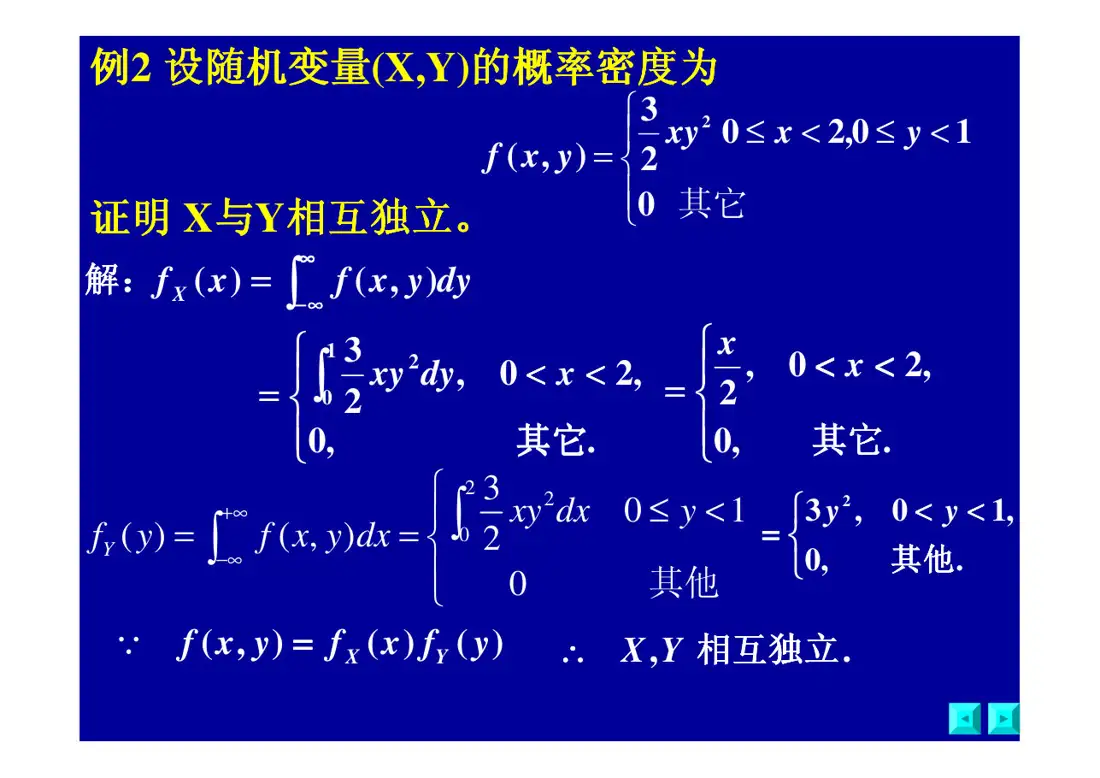 例2 设随机变量(X,Y)的概率密度为
f(x,y) = { 3/2 xy² 0 ≤ x < 2,0 ≤ y < 1
0 其它
证明 X与Y相互独立。
解: f_X(x) = ∫_{-∞}^{∞} f(x,y)dy
= { ∫_0^1 3/2 xy²dy, 0 < x < 2, = { x/2, 0 < x < 2,
0, 其它. 0, 其它.
f_Y(y) = ∫_{-∞}^{+∞} f(x,y)dx = { ∫_0^2 3/2 xy²dx 0 ≤ y < 1 = { 3y², 0 < y < 1,
0 其他 0, 其他.
∵ f(x,y) = f_X(x)f_Y(y) ∴ X,Y 相互独立.